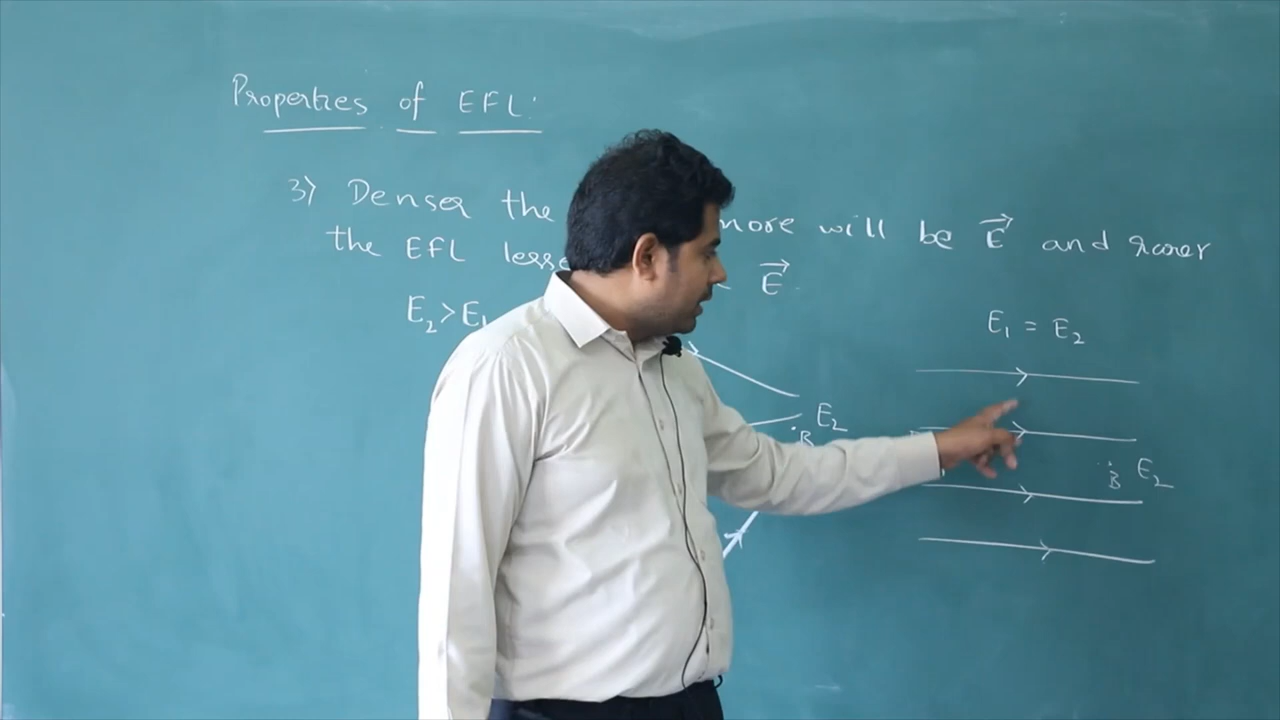 Properties of EFL:
3) Denser the more will be E and rarer
the EFL lesse E.
E2>E1
E1 = E2
E2
B
B E2